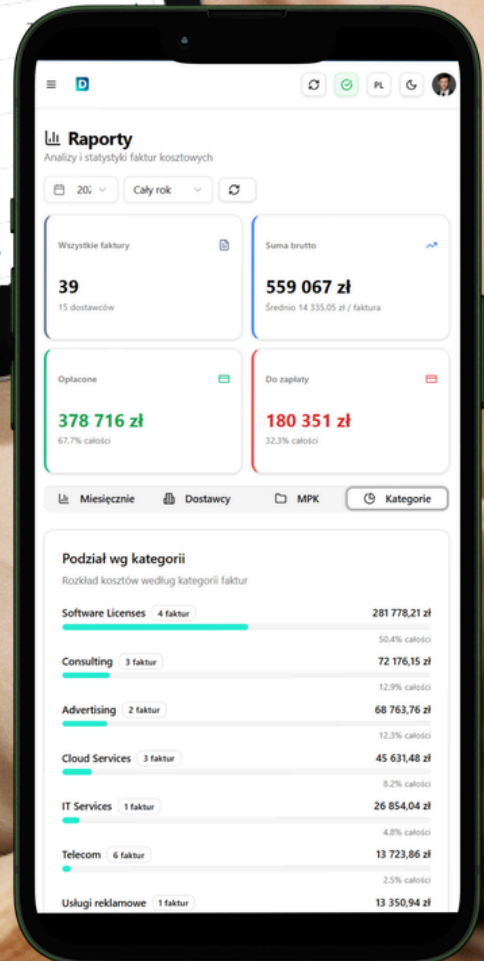 D
PL
Raporty
Analizy i statystyki faktur kosztowych
202
Cały rok
Wszystkie faktury
39
15 dostawców
Suma brutto
559 067 zł
Średnio 14 335.05 zł / faktura
Opłacone
378 716 zł
67.7% całości
Do zapłaty
180 351 zł
32.3% całości
Miesięcznie
Dostawcy
MPK
Kategorie
Podział wg kategorii
Rozkład kosztów według kategorii faktur
Software Licenses 4 faktur 281 778,21 zł
50.4% całości
Consulting 3 faktur 72 176,15 zł
12.9% całości
Advertising 2 faktur 68 763,76 zł
12.3% całości
Cloud Services 3 faktur 45 631,48 zł
8.2% całości
IT Services 1 faktur 26 854,04 zł
4.8% całości
Telecom 6 faktur 13 723,86 zł
2.5% całości
Usługi reklamowe 1 faktur 13 350,94 zł